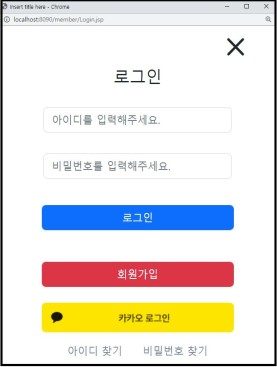 Insert title here - Chrome
localhost:8090/member/Login.jsp
로그인
아이디를 입력해주세요.
비밀번호를 입력해주세요.
로그인
회원가입
카카오 로그인
아이디 찾기 비밀번호 찾기